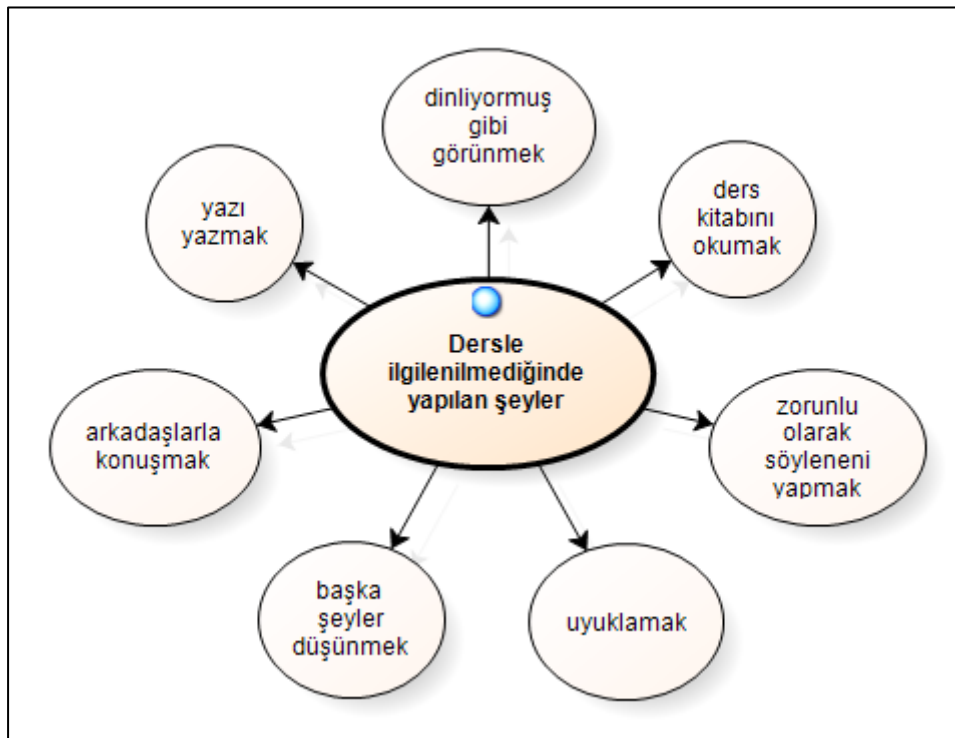 dinliyormuş
gibi
görünmek
ders
kitabını
okumak
yazı
yazmak
Dersle
ilgilenilmediğinde
yapılan şeyler
zorunlu
olarak
söyleneni
yapmak
arkadaşlarla
konuşmak
başka
şeyler
düşünmek
uyuklamak